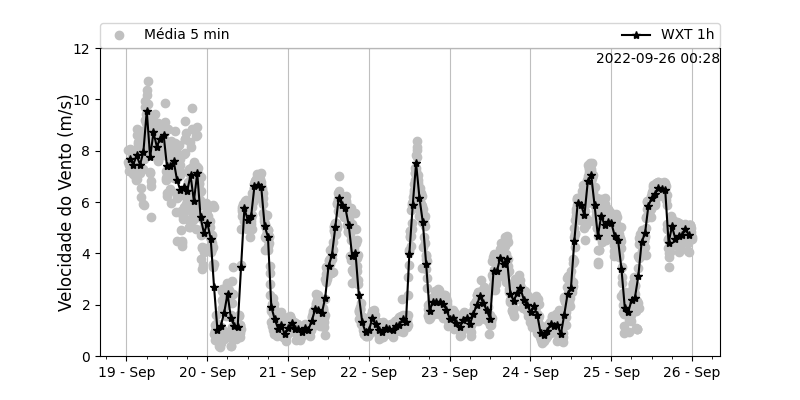 Média 5 min
WXT 1h
2022-09-26 00:28
Velocidade do Vento (m/s)
12
10
8
6
4
2
0
19 - Sep
20 - Sep
21 - Sep
22 - Sep
23 - Sep
24 - Sep
25 - Sep
26 - Sep